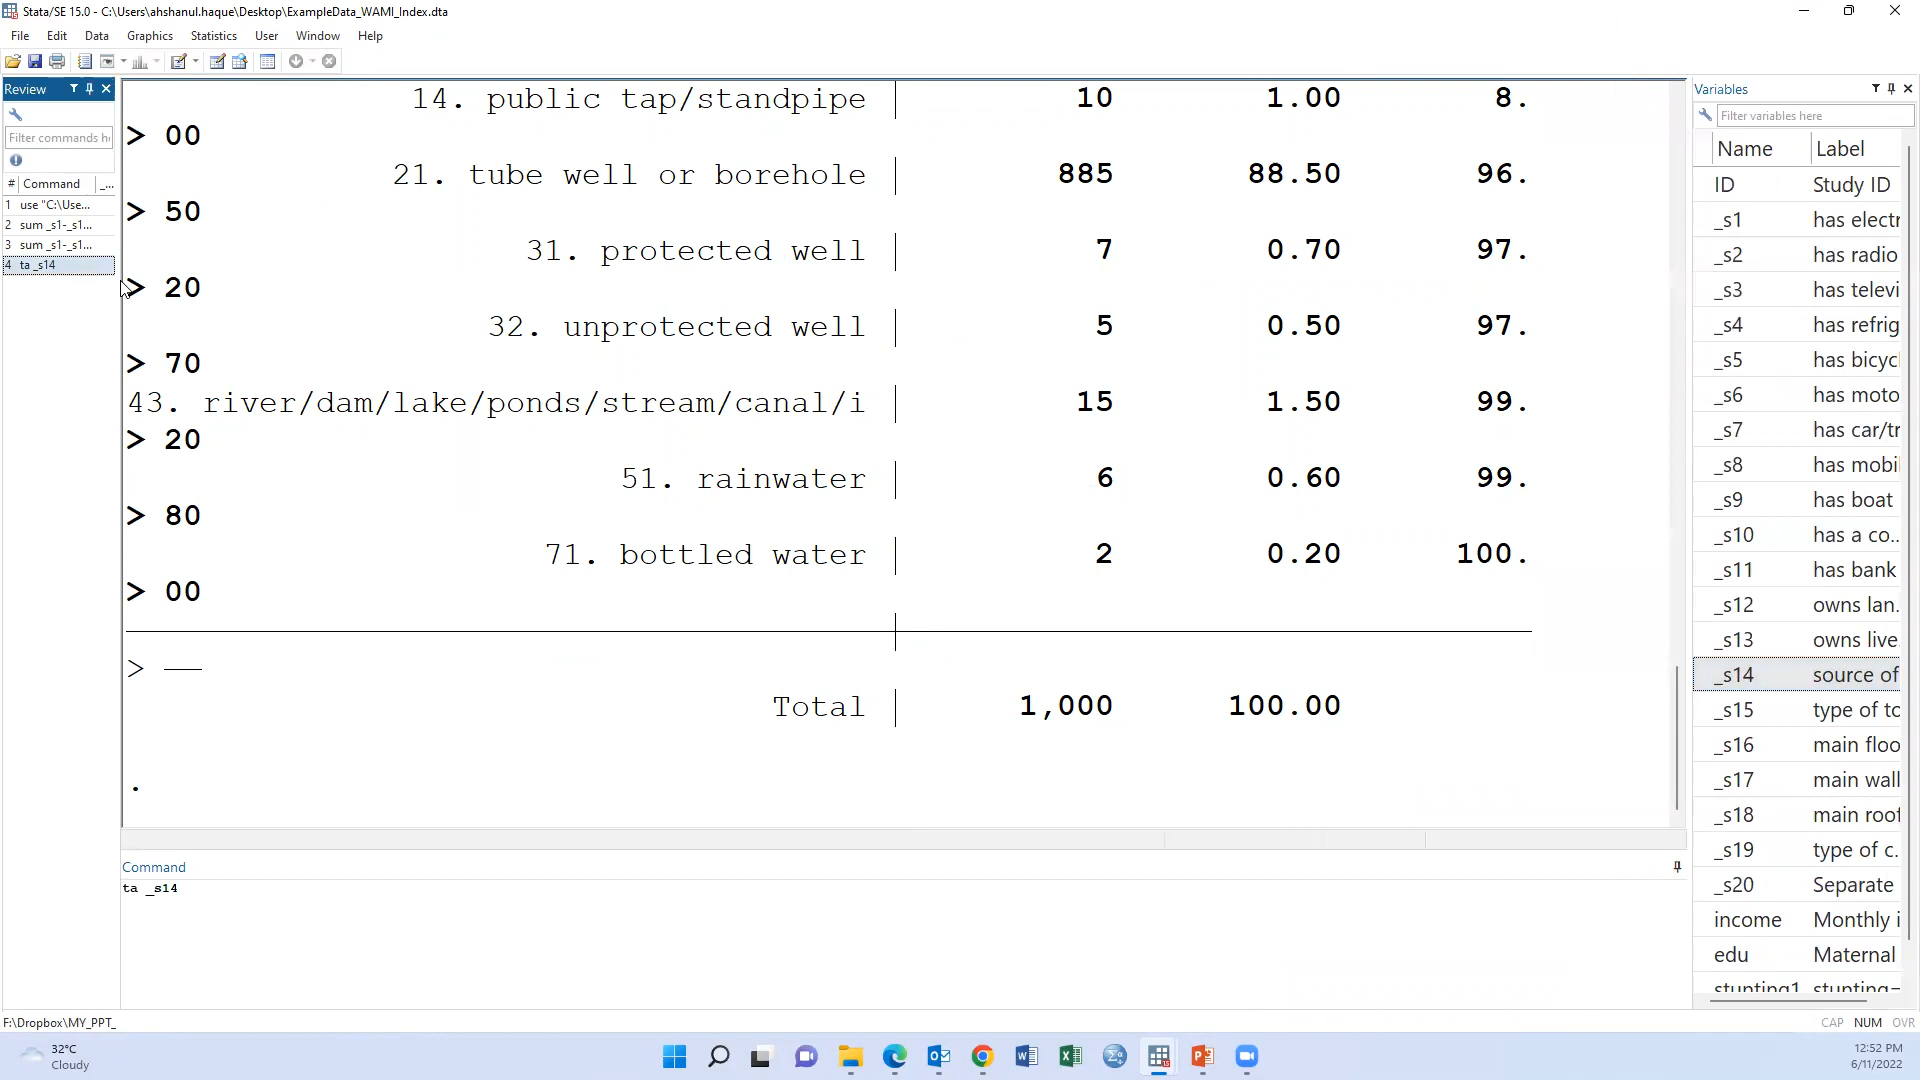 Stata/SE 15.0 - C:\Users\ahshanul.haque\Desktop\ExampleData_WAMI_Index.dta
File Edit Data Graphics Statistics User Window Help
Review
Filter commands h
# Command _...
1 use "C:\Use...
2 sum _s1-_s1...
3 sum _s1-_s1...
4 ta _s14
14. public tap/standpipe | 10 1.00 8.
> 00
21. tube well or borehole | 885 88.50 96.
> 50
31. protected well | 7 0.70 97.
> 20
32. unprotected well | 5 0.50 97.
> 70
43. river/dam/lake/ponds/stream/canal/i | 15 1.50 99.
> 20
51. rainwater | 6 0.60 99.
> 80
71. bottled water | 2 0.20 100.
> 00
> ——
Total | 1,000 100.00
.
Command
ta _s14
Variables
Filter variables here
Name Label
ID Study ID
_s1 has electr
_s2 has radio
_s3 has televi
_s4 has refrig
_s5 has bicyc
_s6 has moto
_s7 has car/tr
_s8 has mobi
_s9 has boat
_s10 has a co...
_s11 has bank
_s12 owns lan.
_s13 owns live
_s14 source of
_s15 type of to
_s16 main floo
_s17 main wall
_s18 main roof
_s19 type of c.
_s20 Separate
income Monthly i
edu Maternal
stunting1 stunting=
F:\Dropbox\MY_PPT_
CAP NUM OVR
32°C
Cloudy
12:52 PM
6/11/2022